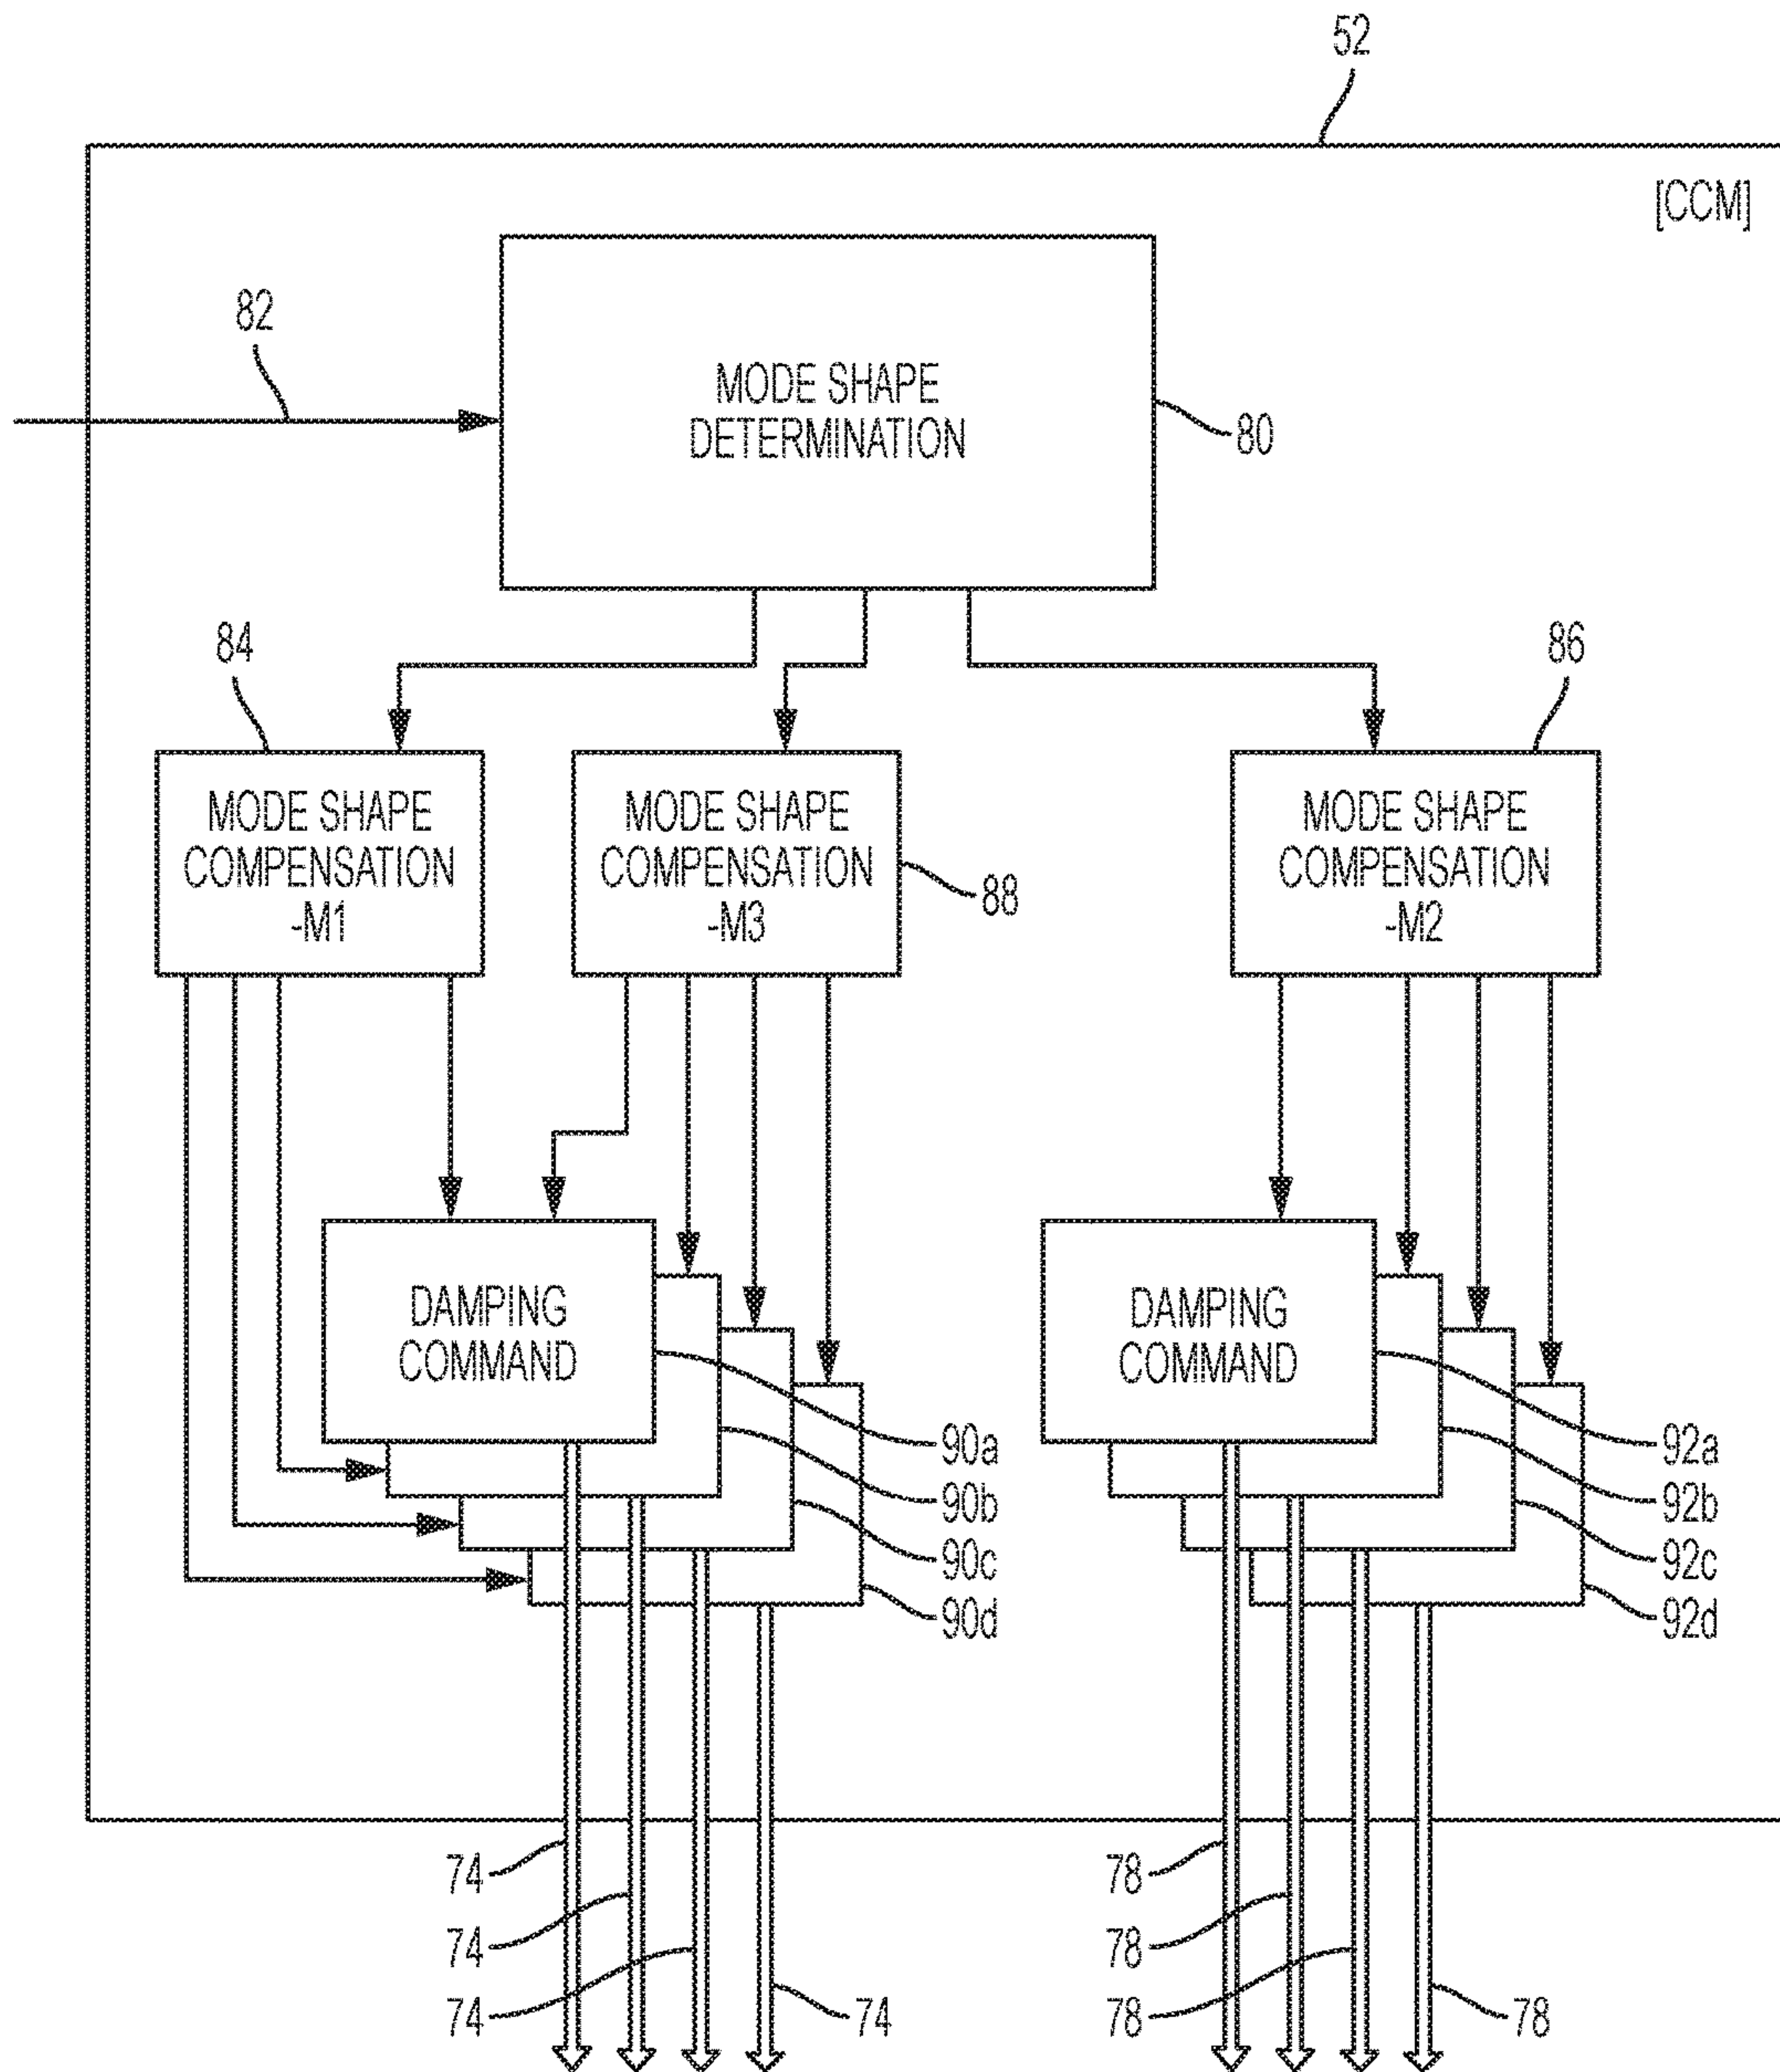 52
[CCM]
82
MODE SHAPE
DETERMINATION
80
84
86
MODE SHAPE
COMPENSATION
-M1
MODE SHAPE
COMPENSATION
-M3
88
MODE SHAPE
COMPENSATION
-M2
DAMPING
COMMAND
90a
90b
90c
90d
DAMPING
COMMAND
92a
92b
92c
92d
74
74
74
74
78
78
78
78